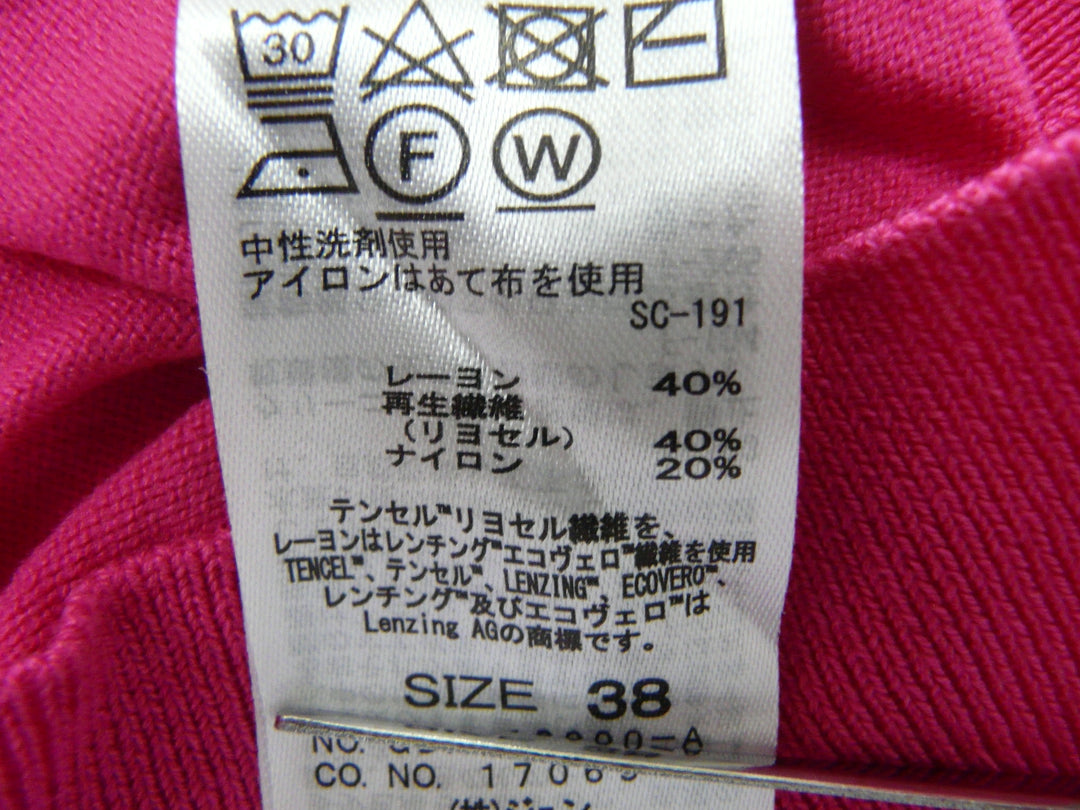 30
F W
中性洗剤使用
アイロンはあて布を使用
SC-191
レーヨン 40%
再生繊維
(リヨセル) 40%
ナイロン 20%
テンセル™リヨセル繊維を、
レーヨンはレンチング™エコヴェロ™繊維を使用
TENCEL™、テンセル™、LENZING™、ECOVERO™、
レンチング™及びエコヴェロ™は
Lenzing AGの商標です。
SIZE 38
NO.
CO. NO. 17069
(株)ジュン